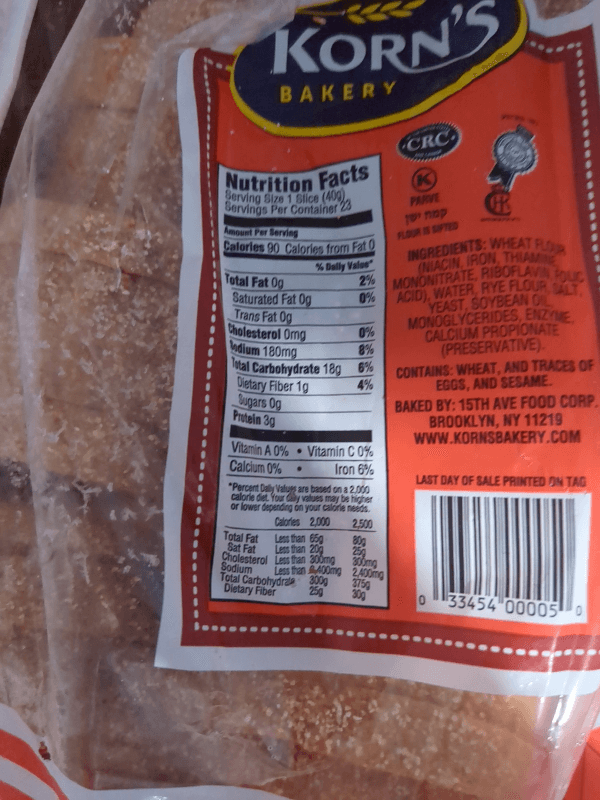 KORN'S
BAKERY
CRC
K
PARVE
פת ישן
FLOUR IS SIFTED
Nutrition Facts
Serving Size 1 Slice (40g)
Servings Per Container 23
Amount Per Serving
Calories 90 Calories from Fat 0
% Daily Value*
Total Fat 0g 2%
Saturated Fat 0g 0%
Trans Fat 0g
Cholesterol 0mg 0%
Sodium 180mg 8%
Total Carbohydrate 18g 6%
Dietary Fiber 1g 4%
Sugars 0g
Protein 3g
Vitamin A 0% • Vitamin C 0%
Calcium 0% • Iron 6%
*Percent Daily Values are based on a 2,000
calorie diet. Your daily values may be higher
or lower depending on your calorie needs.
Calories 2,000 2,500
Total Fat Less than 65g 80g
Sat Fat Less than 20g 25g
Cholesterol Less than 300mg 300mg
Sodium Less than 2,400mg 2,400mg
Total Carbohydrate 300g 375g
Dietary Fiber 25g 30g
INGREDIENTS: WHEAT FLOUR
(NIACIN, IRON, THIAMINE
MONONITRATE, RIBOFLAVIN, FOLIC
ACID), WATER, RYE FLOUR, SALT,
YEAST, SOYBEAN OIL,
MONOGLYCERIDES, ENZYME,
CALCIUM PROPIONATE
(PRESERVATIVE).
CONTAINS: WHEAT, AND TRACES OF
EGGS, AND SESAME.
BAKED BY: 15TH AVE FOOD CORP.
BROOKLYN, NY 11219
WWW.KORNSBAKERY.COM
LAST DAY OF SALE PRINTED ON TAG
0 33454 00005 0